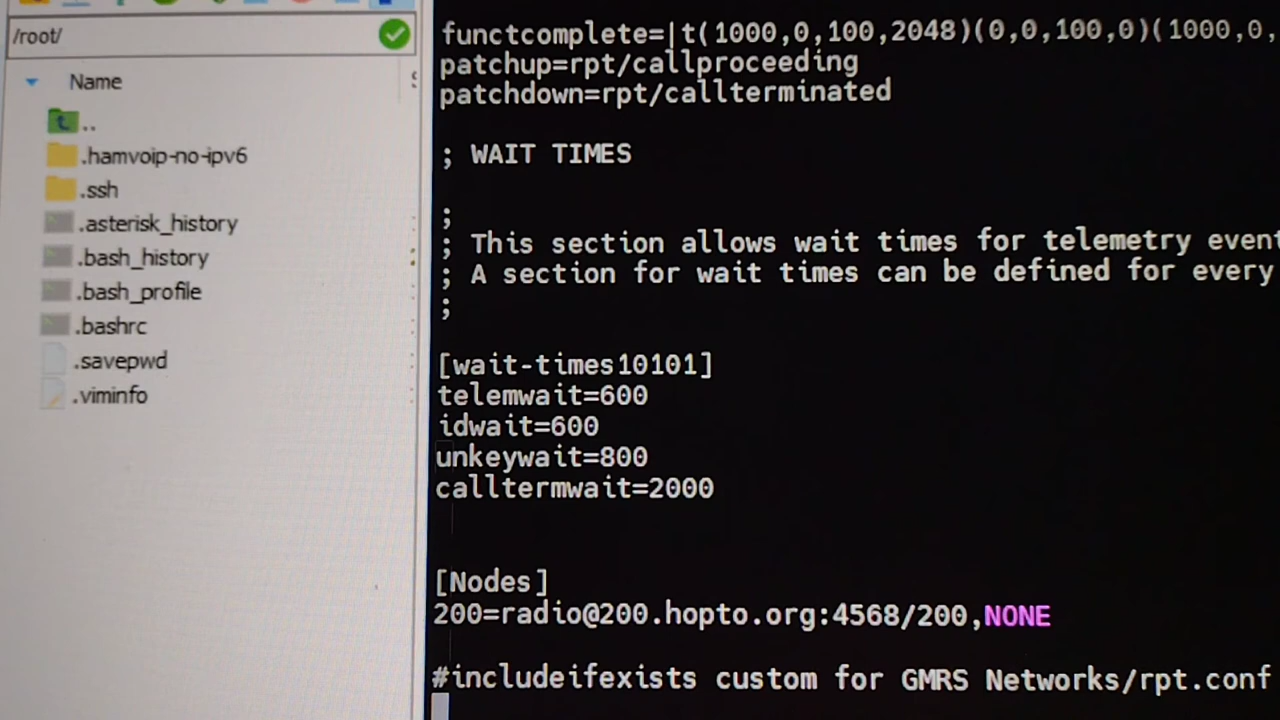 /root/
Name
..
.hamvoip-no-ipv6
.ssh
.asterisk_history
.bash_history
.bash_profile
.bashrc
.savepwd
.viminfo
functcomplete=|t(1000,0,100,2048)(0,0,100,0)(1000,0,
patchup=rpt/callproceeding
patchdown=rpt/callterminated
; WAIT TIMES
;
; This section allows wait times for telemetry event
; A section for wait times can be defined for every
;
[wait-times10101]
telemwait=600
idwait=600
unkeywait=800
calltermwait=2000
[Nodes]
200=radio@200.hopto.org:4568/200,NONE
#includeifexists custom for GMRS Networks/rpt.conf